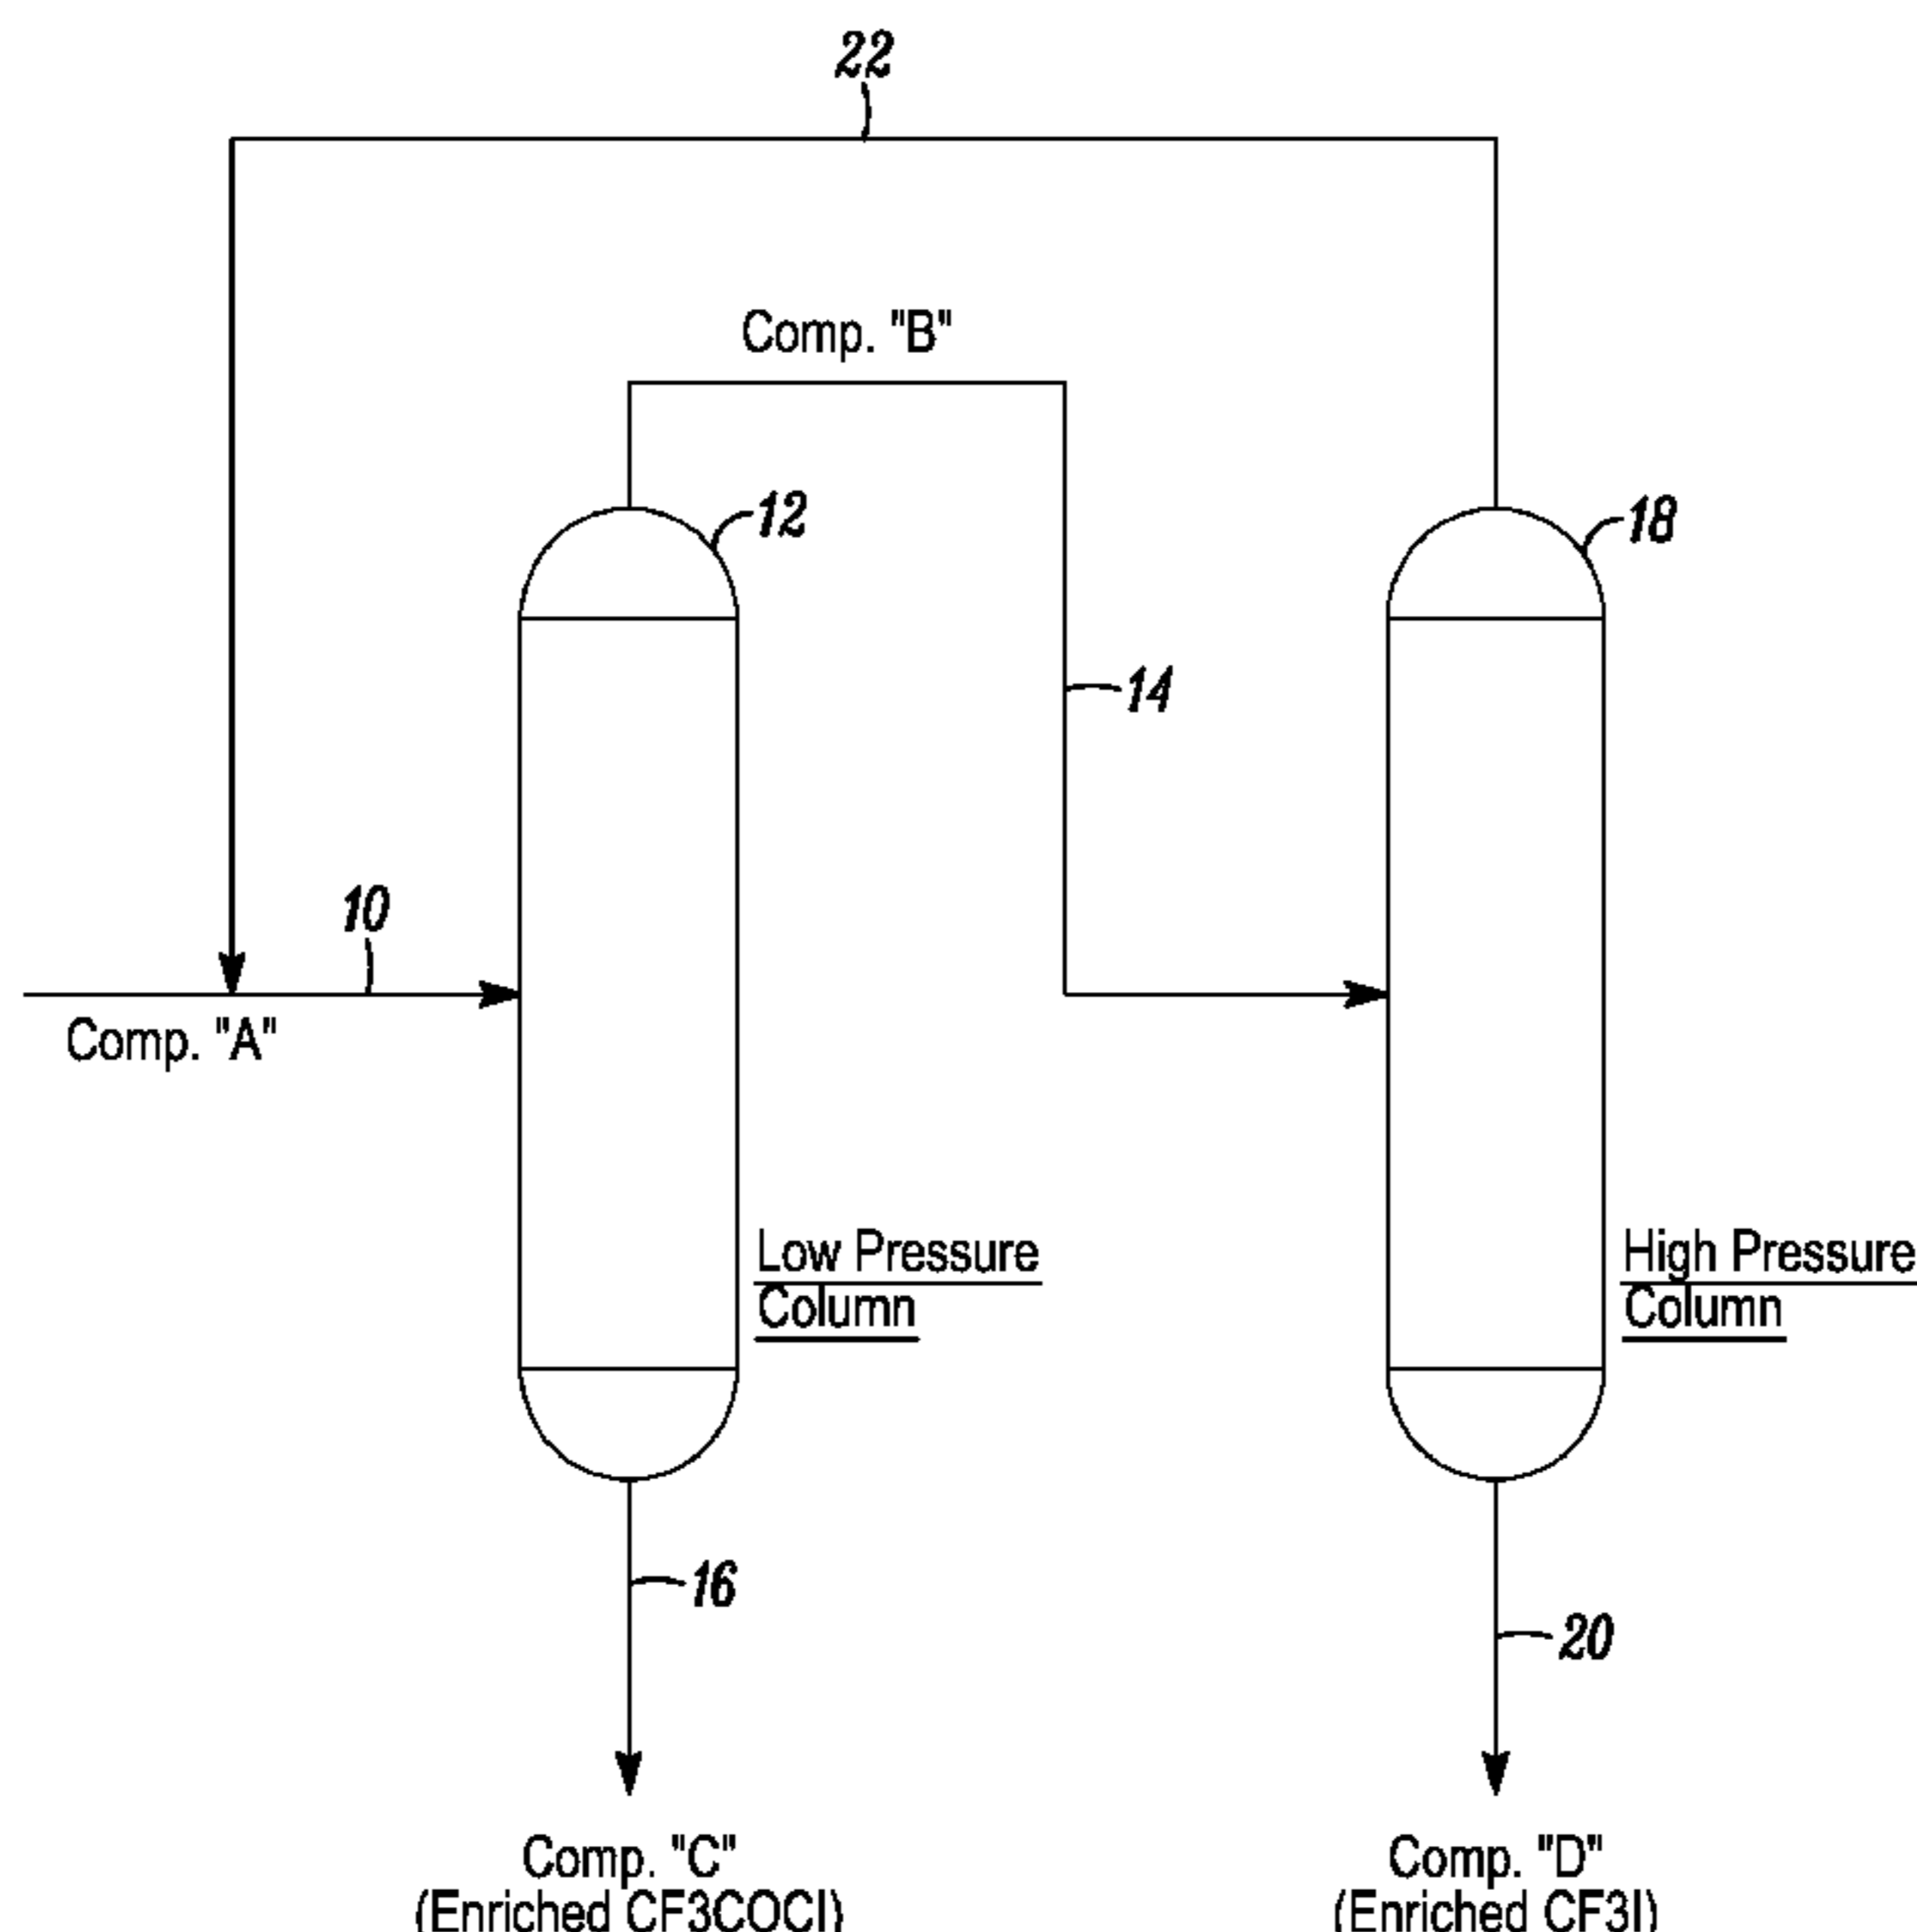 22
Comp. "B"
12
18
14
10
Comp. "A"
Low Pressure
Column
High Pressure
Column
16
20
Comp. "C"
(Enriched CF3COCI)
Comp. "D"
(Enriched CF3I)